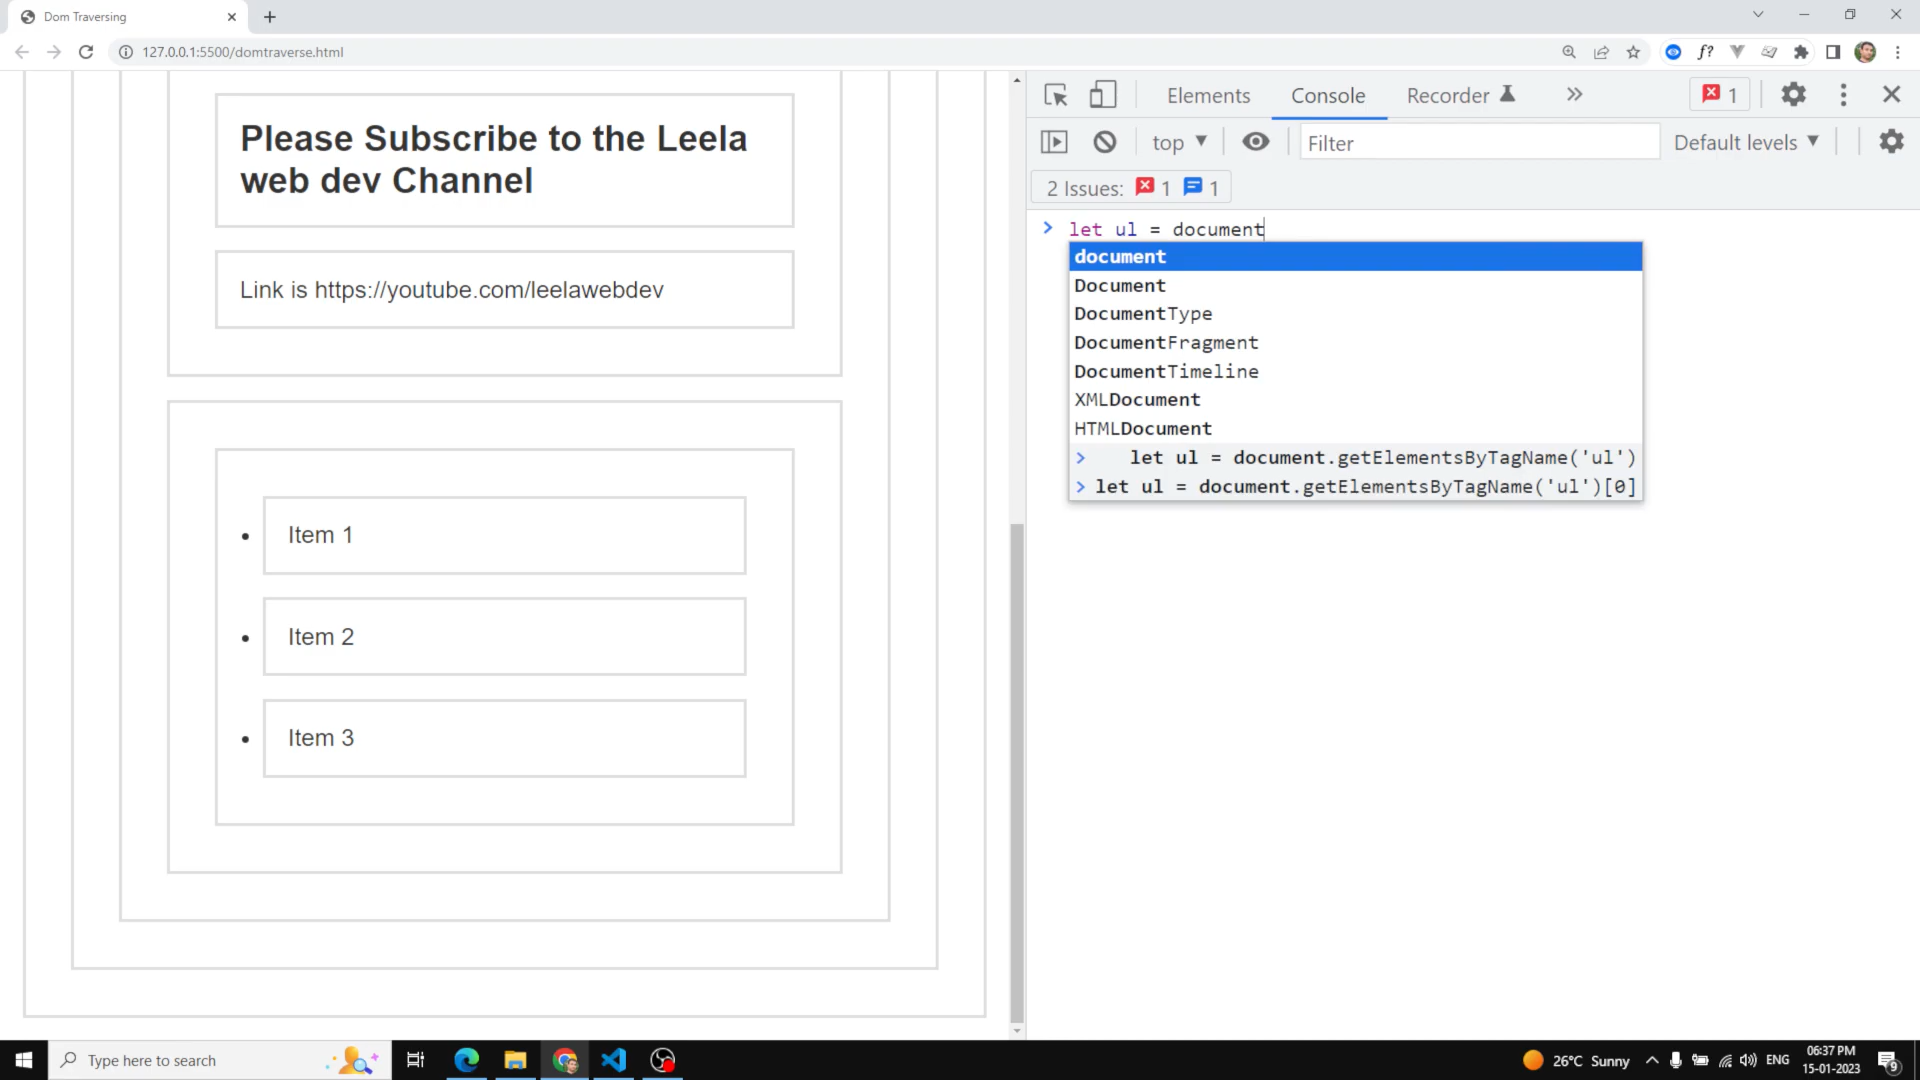 Dom Traversing
127.0.0.1:5500/domtraverse.html
f?
Please Subscribe to the Leela
web dev Channel
Link is https://youtube.com/leelawebdev
Item 1
Item 2
Item 3
Elements
Console
Recorder
1
top
Filter
Default levels
2 Issues:
1
1
> let ul = document
document
Document
DocumentType
DocumentFragment
DocumentTimeline
XMLDocument
HTMLDocument
> let ul = document.getElementsByTagName('ul')
> let ul = document.getElementsByTagName('ul')[0]
Type here to search
26°C Sunny
ENG
06:37 PM
15-01-2023
9